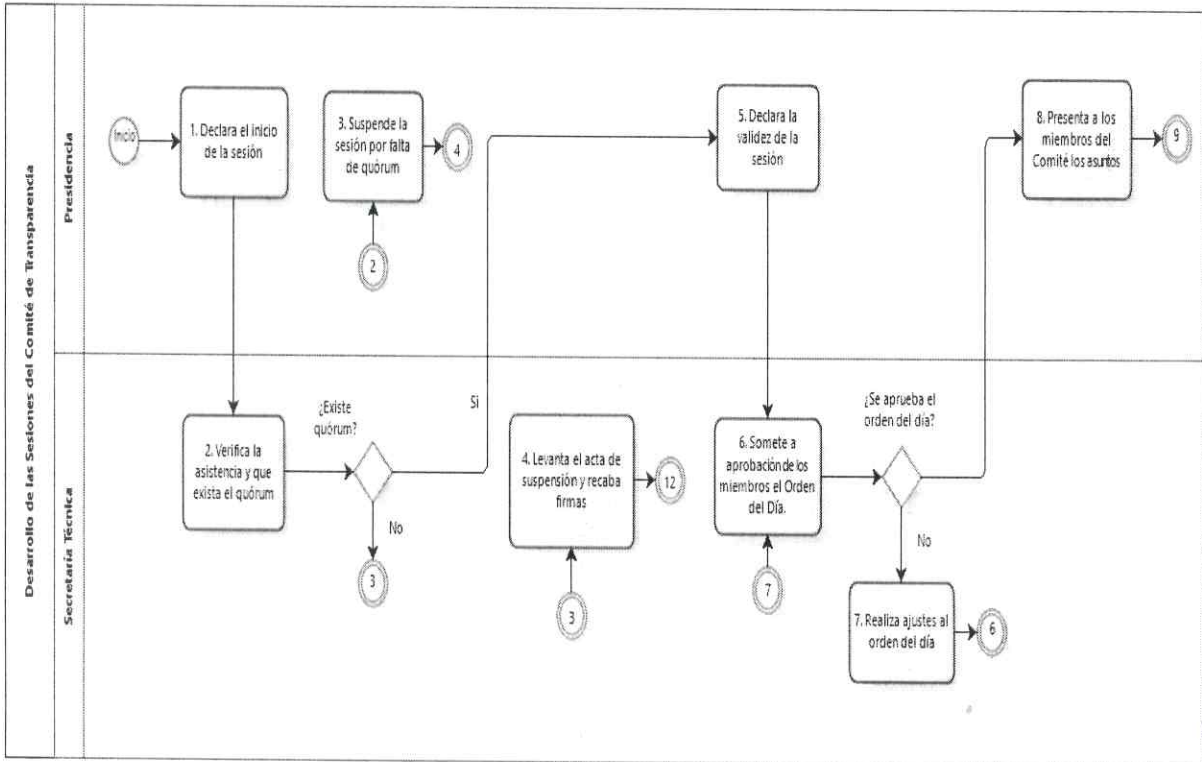 Desarrollo de las Sesiones del Comité de Transparencia
Presidencia
Inicio
1. Declara el inicio
de la sesión
3. Suspende la
sesión por falta
de quórum
4
2
5. Declara la
validez de la
sesión
8. Presenta a los
miembros del
Comité los asuntos
9
Secretaría Técnica
2. Verifica la
asistencia y que
exista el quórum
¿Existe
quórum?
Si
No
3
4. Levanta el acta de
suspensión y recaba
firmas
12
3
6. Somete a
aprobación de los
miembros el Orden
del Día.
7
¿Se aprueba el
orden del día?
No
7. Realiza ajustes al
orden del día
6